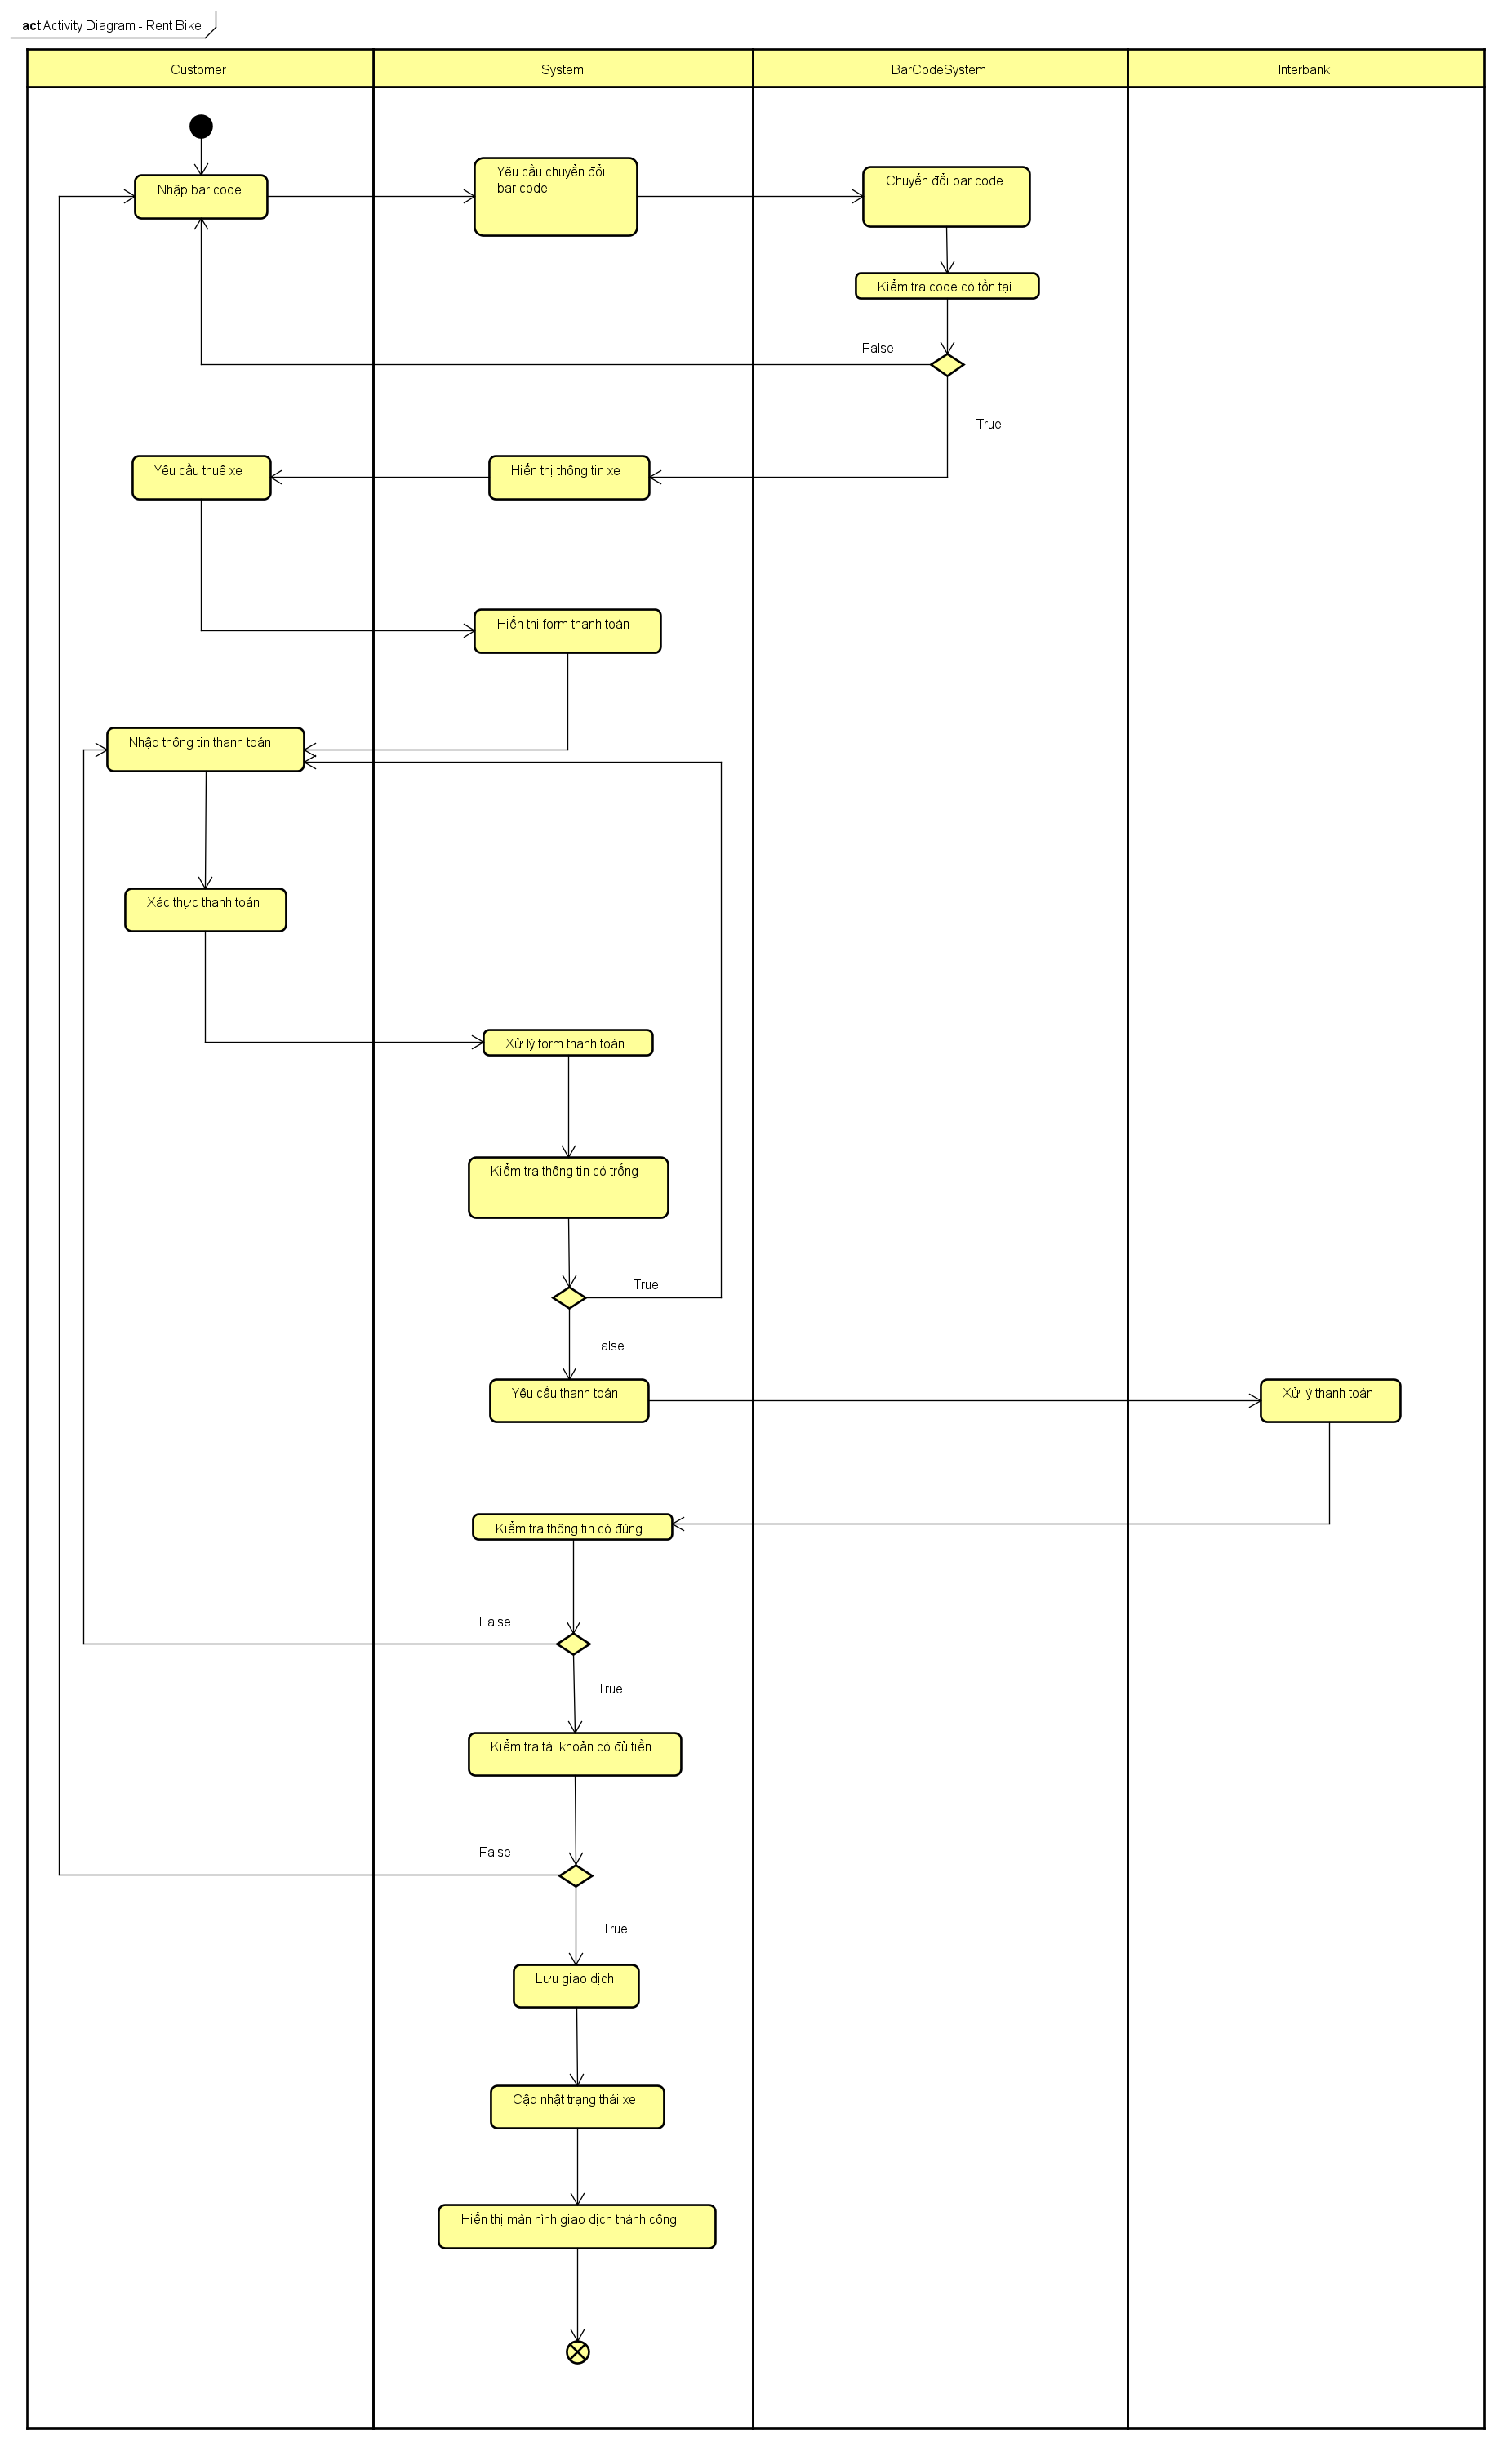 act Activity Diagram - Rent Bike
Customer
System
BarCodeSystem
Interbank
Nhập bar code
Yêu cầu chuyển đổi
bar code
Chuyển đổi bar code
Kiểm tra code có tồn tại
False
True
Yêu cầu thuê xe
Hiển thị thông tin xe
Hiển thị form thanh toán
Nhập thông tin thanh toán
Xác thực thanh toán
Xử lý form thanh toán
Kiểm tra thông tin có trống
True
False
Yêu cầu thanh toán
Xử lý thanh toán
Kiểm tra thông tin có đúng
False
True
Kiểm tra tài khoản có đủ tiền
False
True
Lưu giao dịch
Cập nhật trạng thái xe
Hiển thị màn hình giao dịch thành công